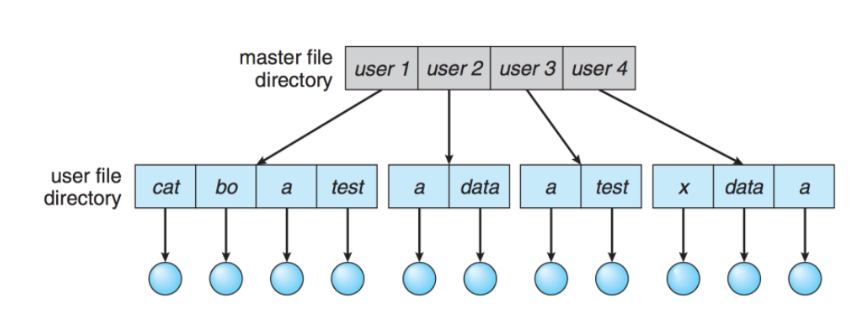 master file
directory
user 1 user 2 user 3 user 4
user file
directory
cat bo a test a data a test x data a